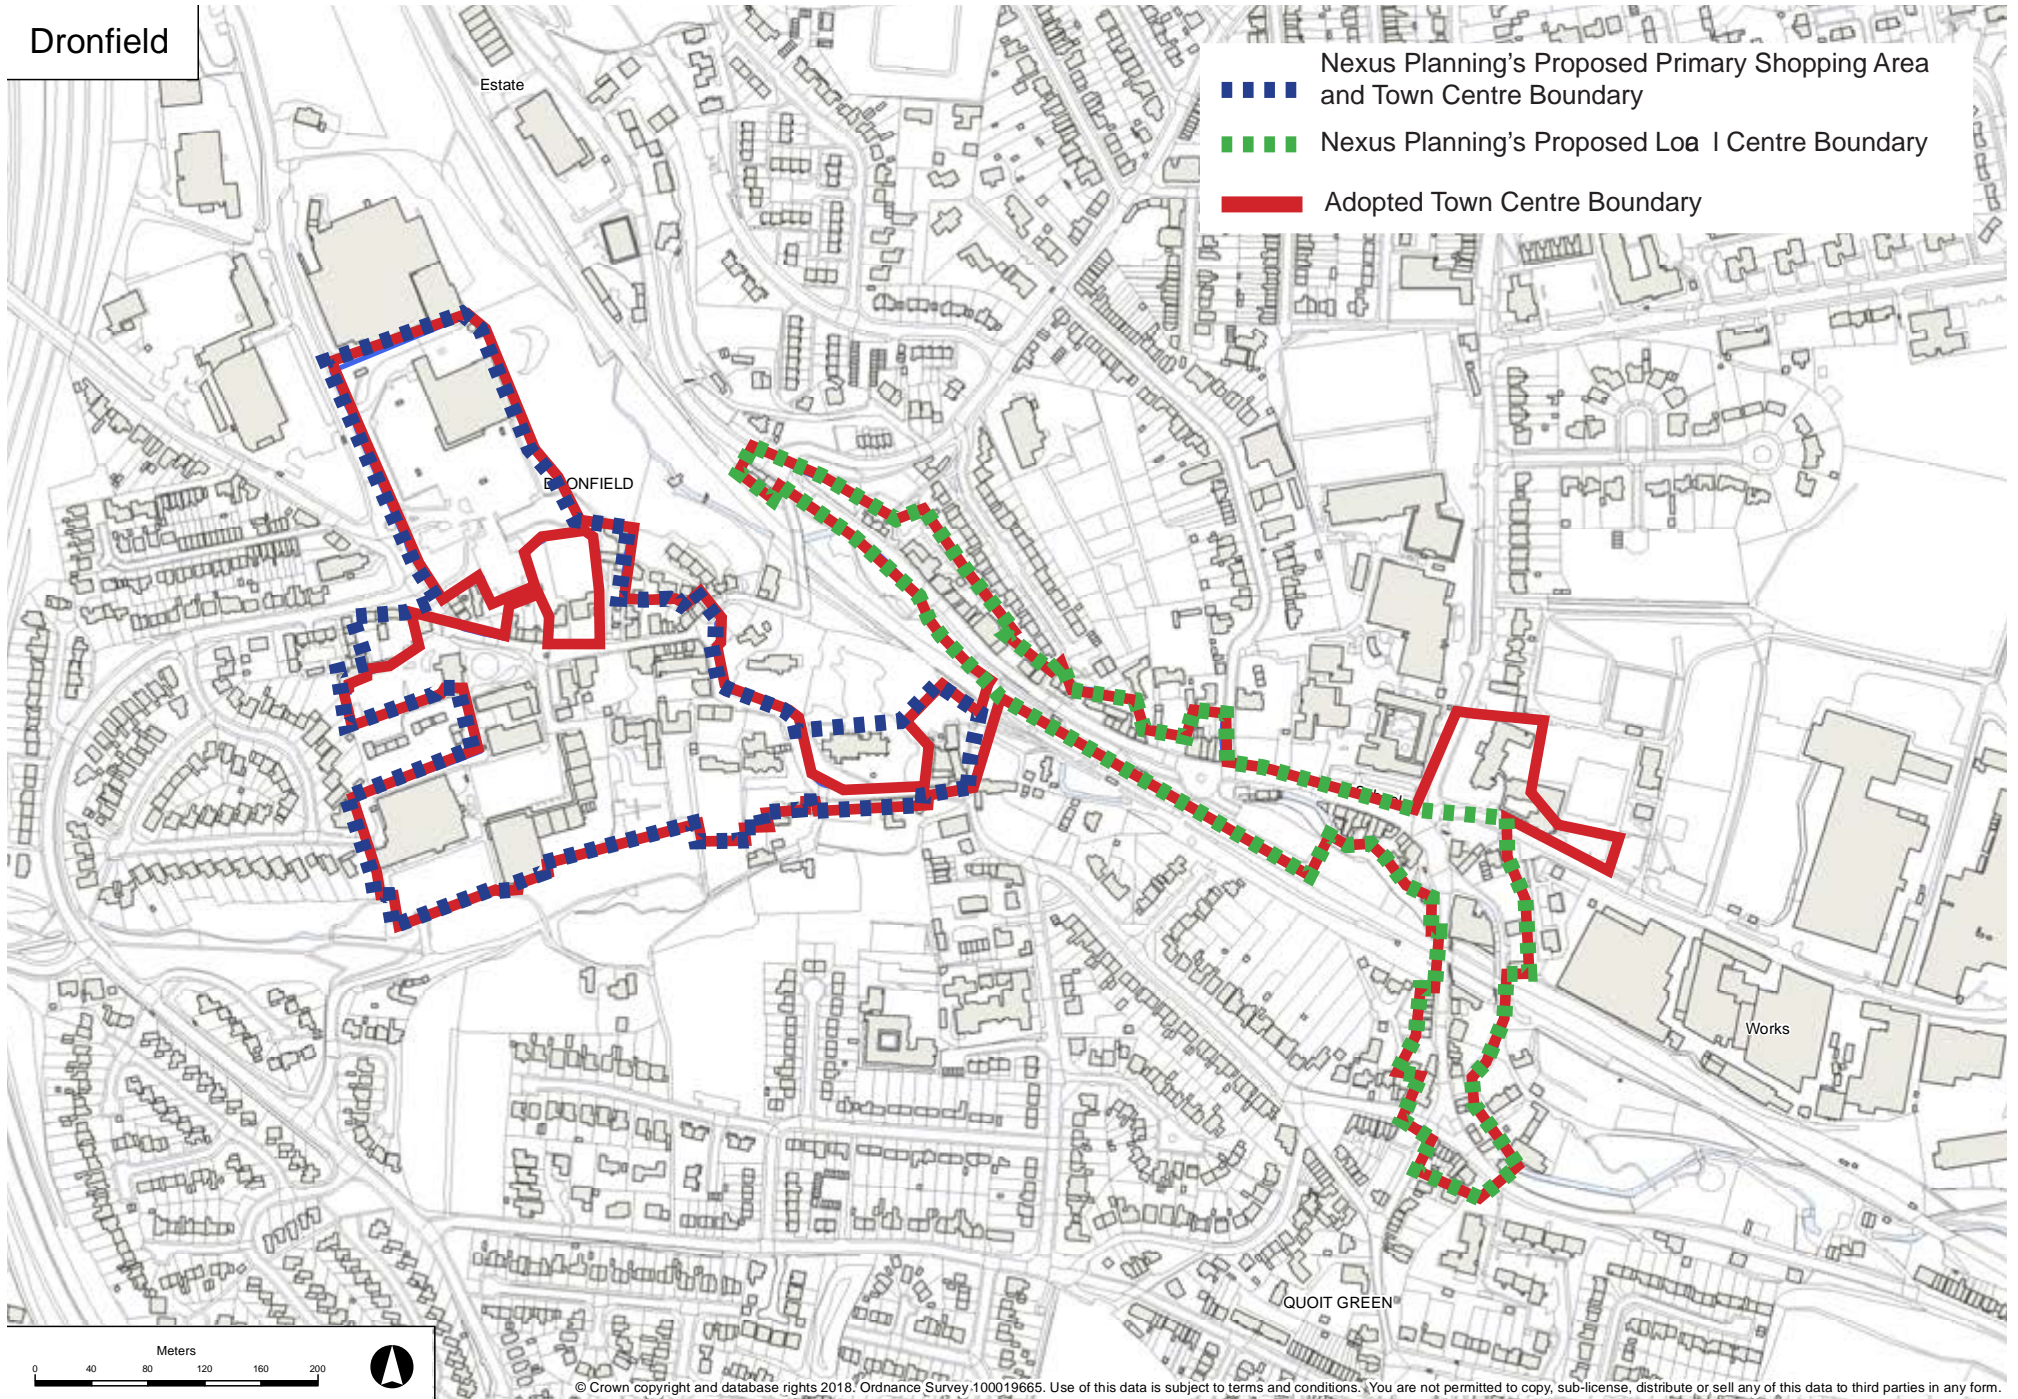 Dronfield
Estate
Nexus Planning's Proposed Primary Shopping Area
and Town Centre Boundary
Nexus Planning's Proposed Loca l Centre Boundary
Adopted Town Centre Boundary
DRONFIELD
School
Works
QUOIT GREEN
Meters
0 40 80 120 160 200
© Crown copyright and database rights 2018. Ordnance Survey 100019665. Use of this data is subject to terms and conditions. You are not permitted to copy, sub-license, distribute or sell any of this data to third parties in any form.